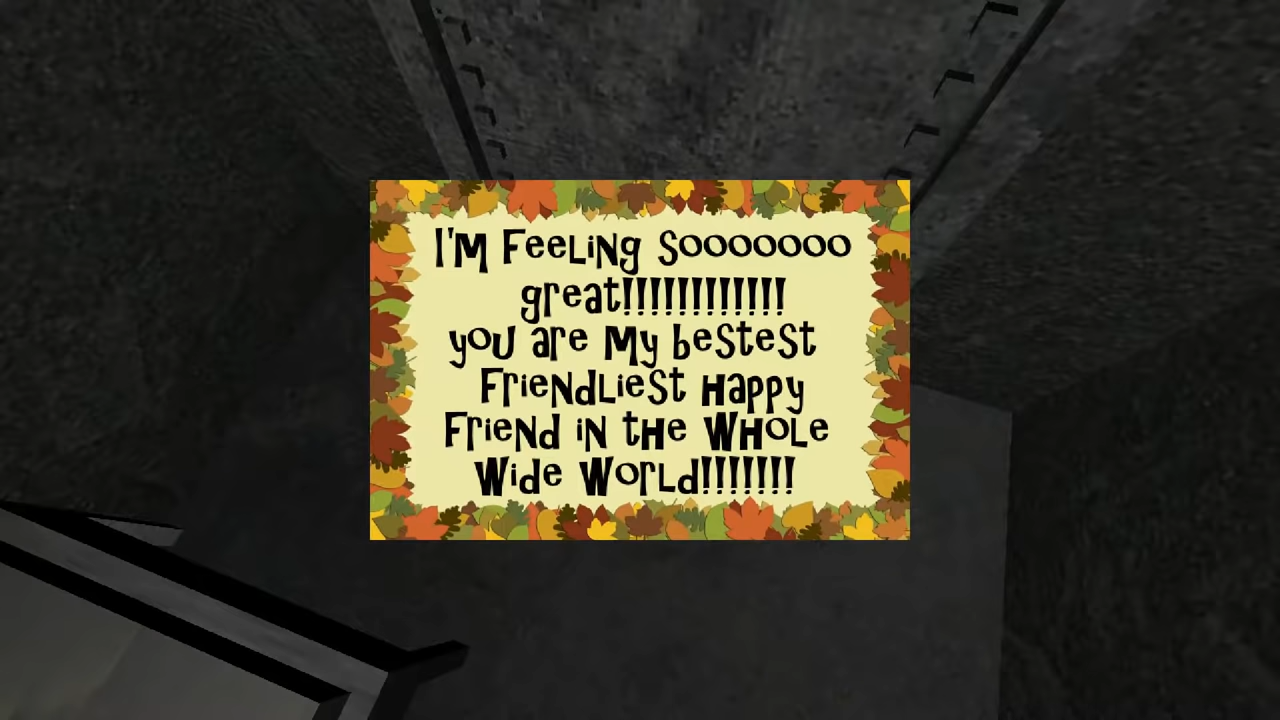 I'M FeeLiNg Sooooooo
great!!!!!!!!!!!!
yoU are My beStest
FrieNdLieSt Happy
FrieNd iN tHe WHoLe
Wide WorLd!!!!!!!